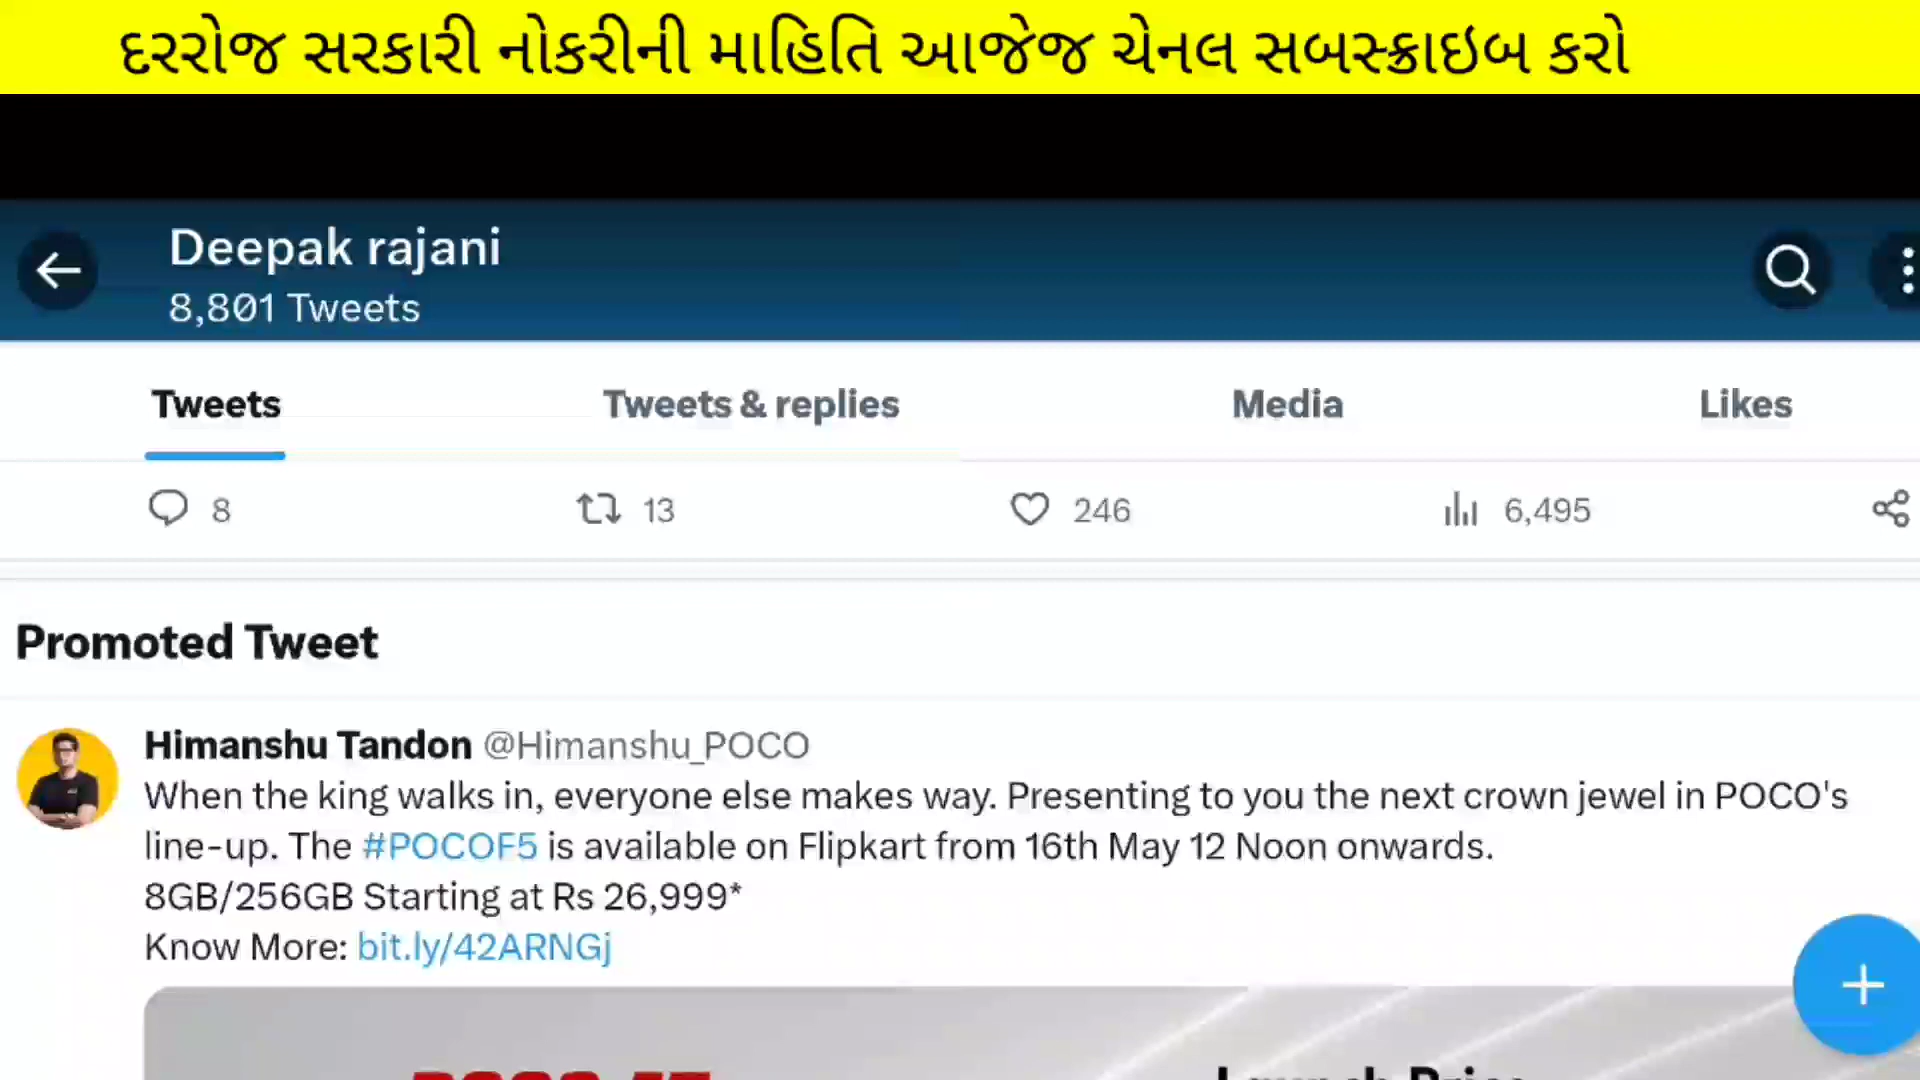 દરરોજ સરકારી નોકરીની માહિતિ આજેજ ચેનલ સબસ્ક્રાઇબ કરો
Deepak rajani
8,801 Tweets
Tweets Tweets & replies Media Likes
8 13 246 6,495
Promoted Tweet
Himanshu Tandon @Himanshu_POCO
When the king walks in, everyone else makes way. Presenting to you the next crown jewel in POCO's
line-up. The #POCOF5 is available on Flipkart from 16th May 12 Noon onwards.
8GB/256GB Starting at Rs 26,999*
Know More: bit.ly/42ARNGj